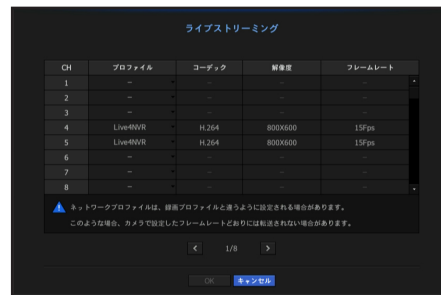 ライブストリーミング
CH プロファイル コーデック 解像度 フレームレート
1 – – – –
2 – – – –
3 – – – –
4 Live4NVR H.264 800X600 15Fps
5 Live4NVR H.264 800X600 15Fps
6 – – – –
7 – – – –
8 – – – –
ネットワークプロファイルは、録画プロファイルと違うように設定される場合があります。
このような場合、カメラで設定したフレームレートどおりには転送されない場合があります。
< 1/8 >
OK キャンセル